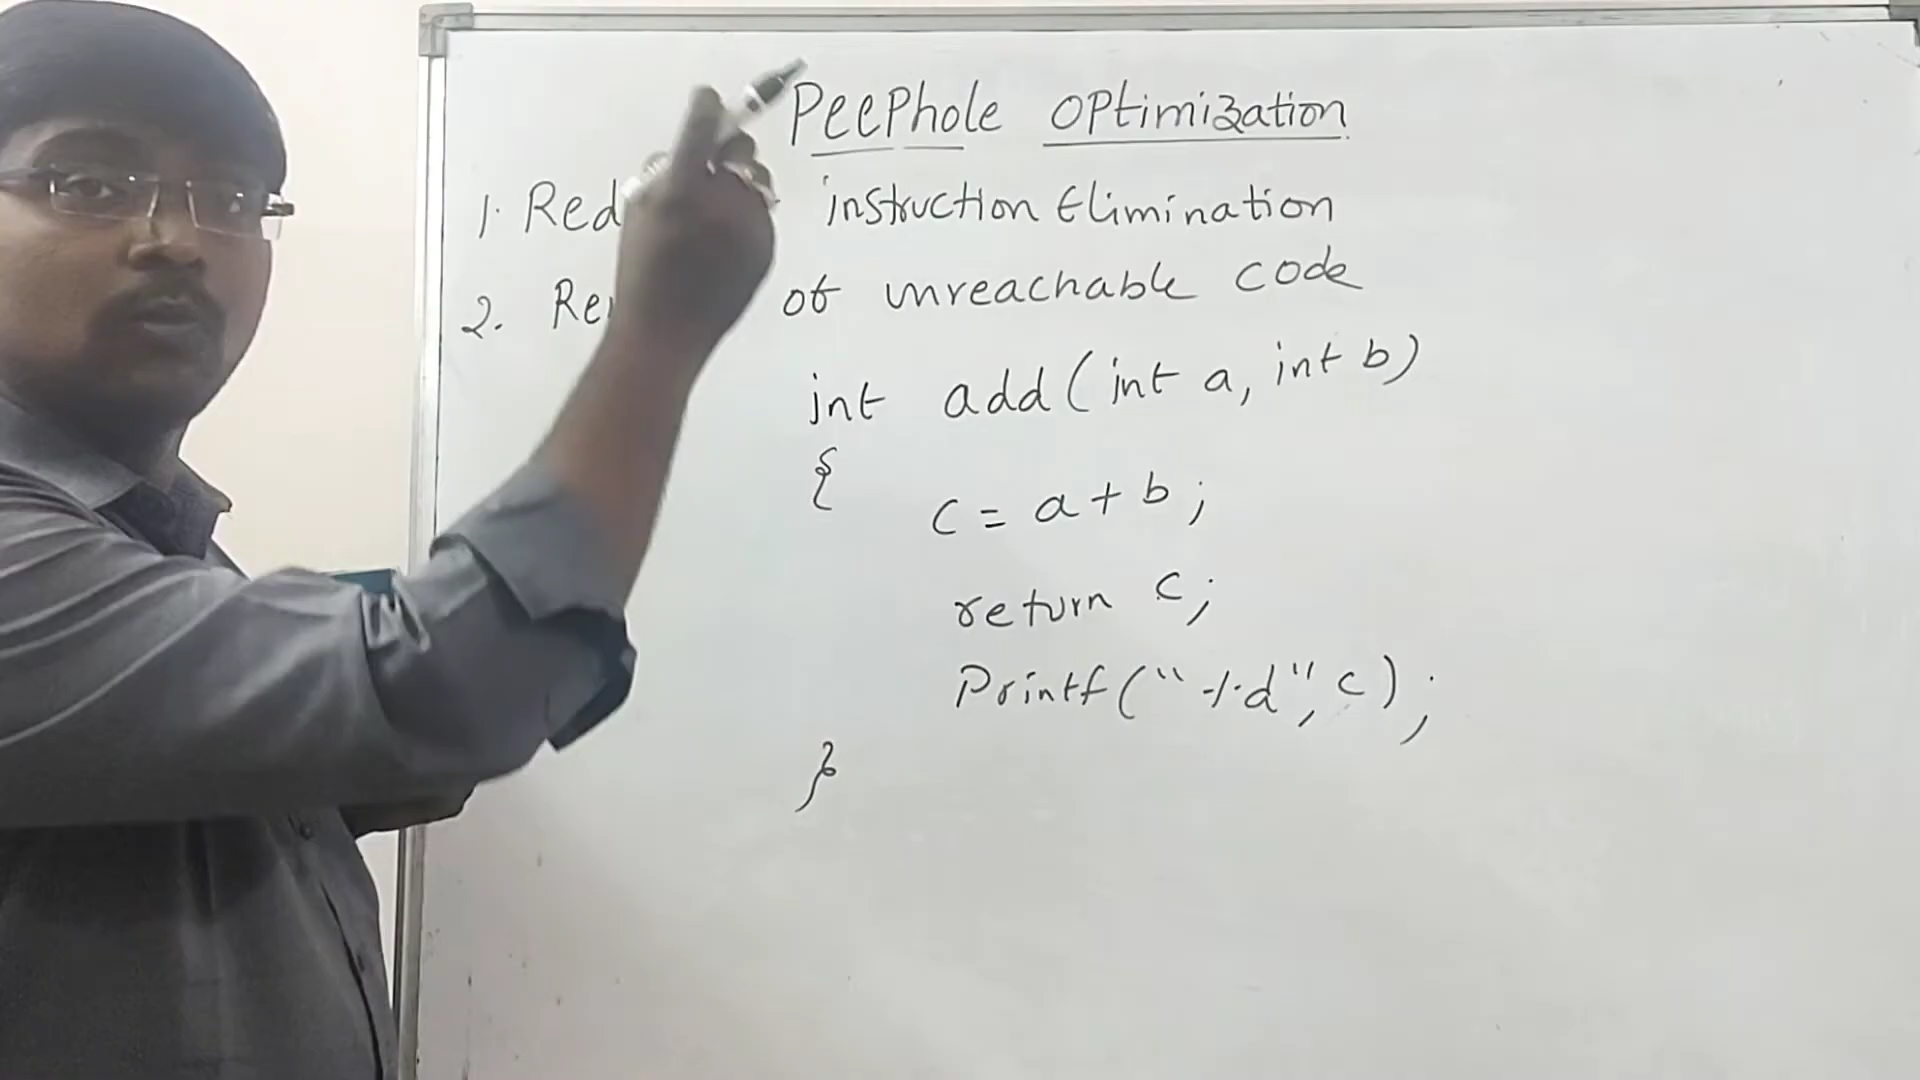 PeePhole OPtimization
1. Red instruction Elimination
2. Re of unreachable code
int add (int a, int b)
{
c = a + b ;
return c ;
Printf ( "%d", c ) ;
}